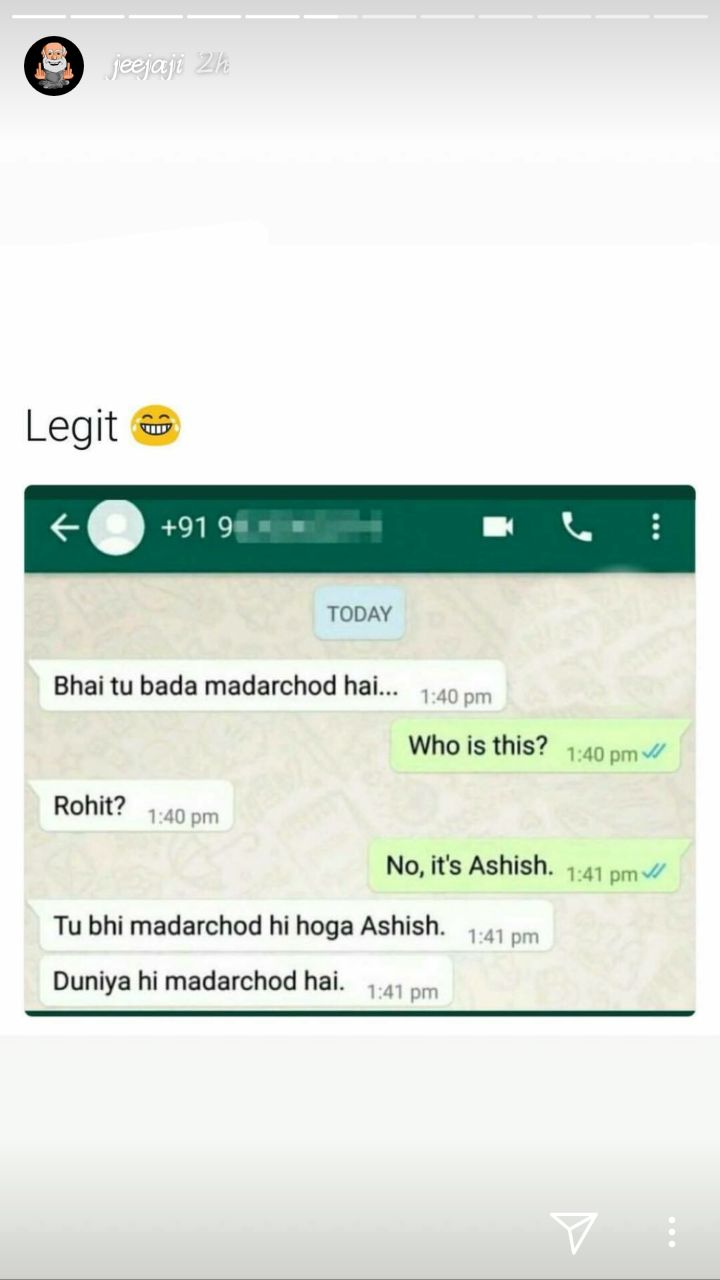 jeejaji 2h
Legit 😂
+91 9
TODAY
Bhai tu bada madarchod hai... 1:40 pm
Who is this? 1:40 pm
Rohit? 1:40 pm
No, it's Ashish. 1:41 pm
Tu bhi madarchod hi hoga Ashish. 1:41 pm
Duniya hi madarchod hai. 1:41 pm